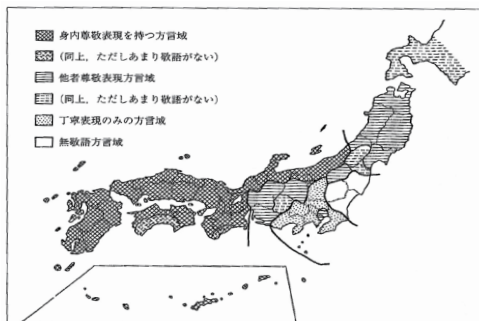 身内尊敬表現を持つ方言域
(同上，ただしあまり敬語がない)
他者尊敬表現方言域
(同上，ただしあまり敬語がない)
丁寧表現のみの方言域
無敬語方言域